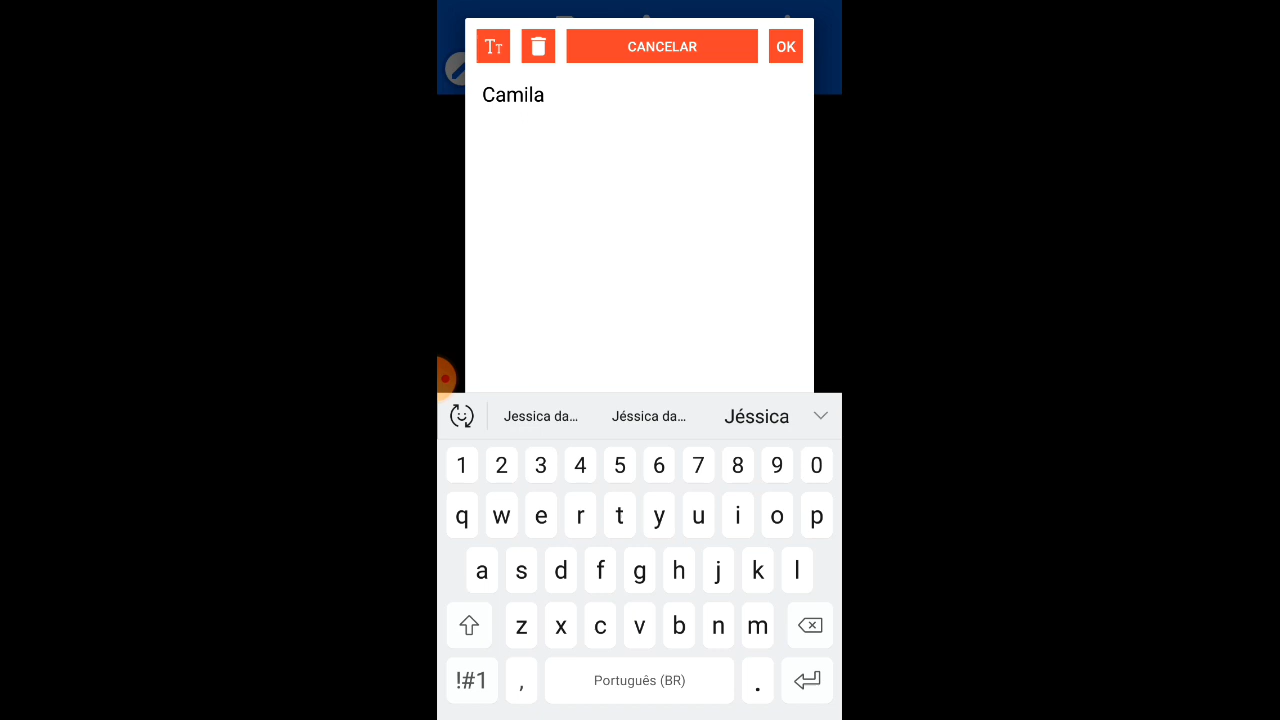 Tт CANCELAR OK
Camila
Jessica da... Jéssica da... Jéssica
1 2 3 4 5 6 7 8 9 0
q w e r t y u i o p
a s d f g h j k l
z x c v b n m
!#1 , Português (BR) .